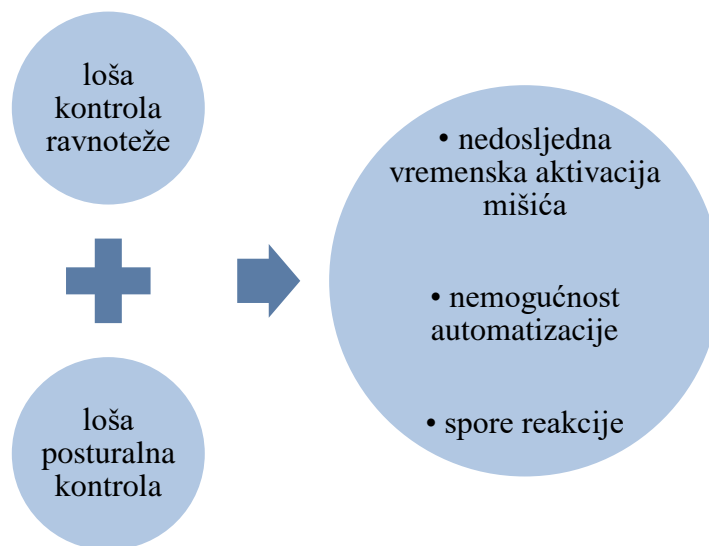 loša
kontrola
ravnoteže
loša
posturalna
kontrola
• nedosljedna
vremenska aktivacija
mišića
• nemogućnost
automatizacije
• spore reakcije